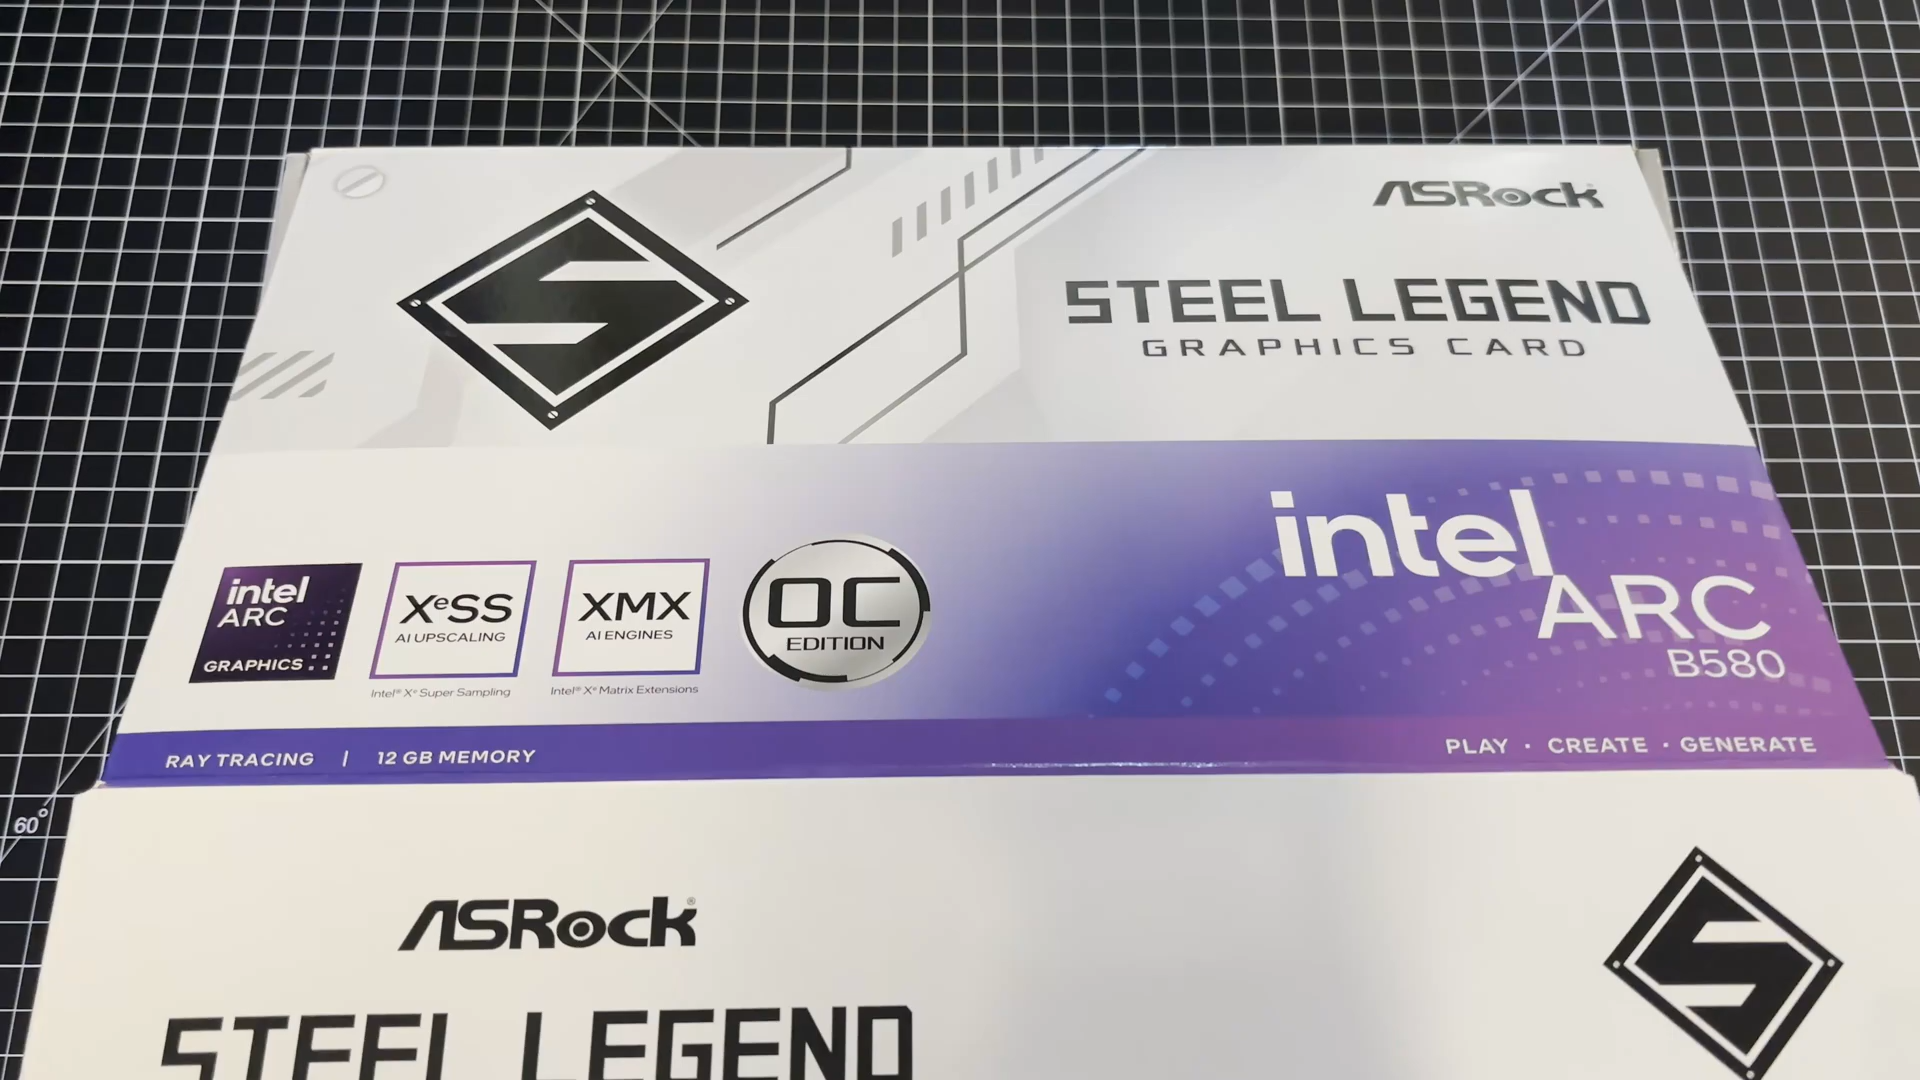 ASRock
STEEL LEGEND
GRAPHICS CARD
intel
ARC
B580
intel
ARC
GRAPHICS
XeSS
AI UPSCALING
Intel® Xe Super Sampling
XMX
AI ENGINES
Intel® Xe Matrix Extensions
OC
EDITION
RAY TRACING | 12 GB MEMORY
PLAY · CREATE · GENERATE
60°
ASRock®
STEEL LEGEND